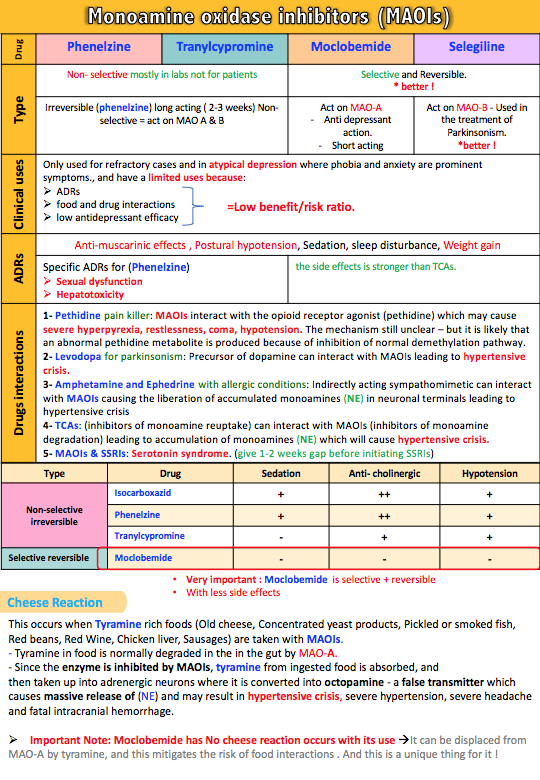 Monoamine oxidase inhibitors (MAOIs)
Drug
Phenelzine
Tranylcypromine
Moclobemide
Selegiline
Type
Non- selective mostly in labs not for patients
Selective and Reversible.
* better !
Irreversible (phenelzine) long acting ( 2-3 weeks) Non-
selective = act on MAO A & B
Act on MAO-A
- Anti depressant
action.
- Short acting
Act on MAO-B - Used in
the treatment of
Parkinsonism.
*better !
Clinical uses
Only used for refractory cases and in atypical depression where phobia and anxiety are prominent
symptoms., and have a limited uses because:
➢ ADRs
➢ food and drug interactions
➢ low antidepressant efficacy
=Low benefit/risk ratio.
ADRs
Anti-muscarinic effects , Postural hypotension, Sedation, sleep disturbance, Weight gain
Specific ADRs for (Phenelzine)
➢ Sexual dysfunction
➢ Hepatotoxicity
the side effects is stronger than TCAs.
Drugs interactions
1- Pethidine pain killer: MAOIs interact with the opioid receptor agonist (pethidine) which may cause
severe hyperpyrexia, restlessness, coma, hypotension. The mechanism still unclear – but it is likely that
an abnormal pethidine metabolite is produced because of inhibition of normal demethylation pathway.
2- Levodopa for parkinsonism: Precursor of dopamine can interact with MAOIs leading to hypertensive
crisis.
3- Amphetamine and Ephedrine with allergic conditions: Indirectly acting sympathomimetic can interact
with MAOIs causing the liberation of accumulated monoamines (NE) in neuronal terminals leading to
hypertensive crisis
4- TCAs: (inhibitors of monoamine reuptake) can interact with MAOIs (inhibitors of monoamine
degradation) leading to accumulation of monoamines (NE) which will cause hypertensive crisis.
5- MAOIs & SSRIs: Serotonin syndrome. (give 1-2 weeks gap before initiating SSRIs)
Type
Drug
Sedation
Anti- cholinergic
Hypotension
Non-selective
irreversible
Isocarboxazid
+
++
+
Phenelzine
+
++
+
Tranylcypromine
-
+
+
Selective reversible
Moclobemide
-
-
-
• Very important : Moclobemide is selective + reversible
• With less side effects
Cheese Reaction
This occurs when Tyramine rich foods (Old cheese, Concentrated yeast products, Pickled or smoked fish,
Red beans, Red Wine, Chicken liver, Sausages) are taken with MAOIs.
- Tyramine in food is normally degraded in the in the gut by MAO-A.
- Since the enzyme is inhibited by MAOIs, tyramine from ingested food is absorbed, and
then taken up into adrenergic neurons where it is converted into octopamine - a false transmitter which
causes massive release of (NE) and may result in hypertensive crisis, severe hypertension, severe headache
and fatal intracranial hemorrhage.
➢ Important Note: Moclobemide has No cheese reaction occurs with its use →It can be displaced from
MAO-A by tyramine, and this mitigates the risk of food interactions . And this is a unique thing for it !